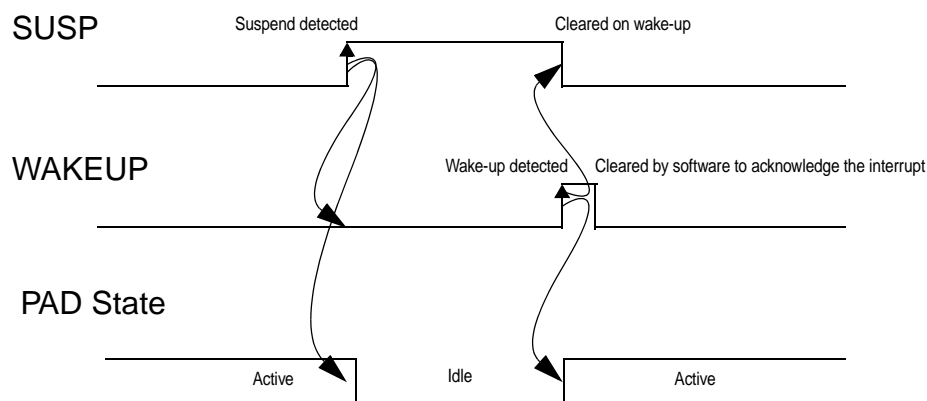 SUSP
Suspend detected
Cleared on wake-up
WAKEUP
Wake-up detected
Cleared by software to acknowledge the interrupt
PAD State
Active
Idle
Active